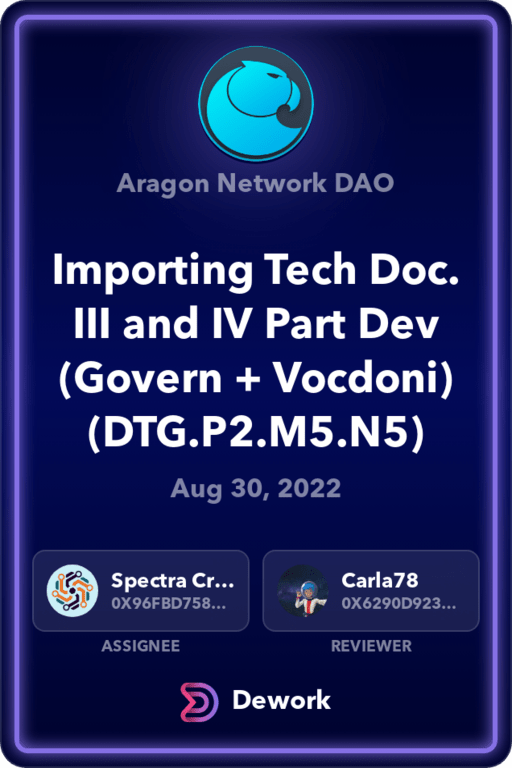 Aragon Network DAO
Importing Tech Doc.
III and IV Part Dev
(Govern + Vocdoni)
(DTG.P2.M5.N5)
Aug 30, 2022
Spectra Cr...
0X96FBD758...
ASSIGNEE
Carla78
0X6290D923...
REVIEWER
Dework